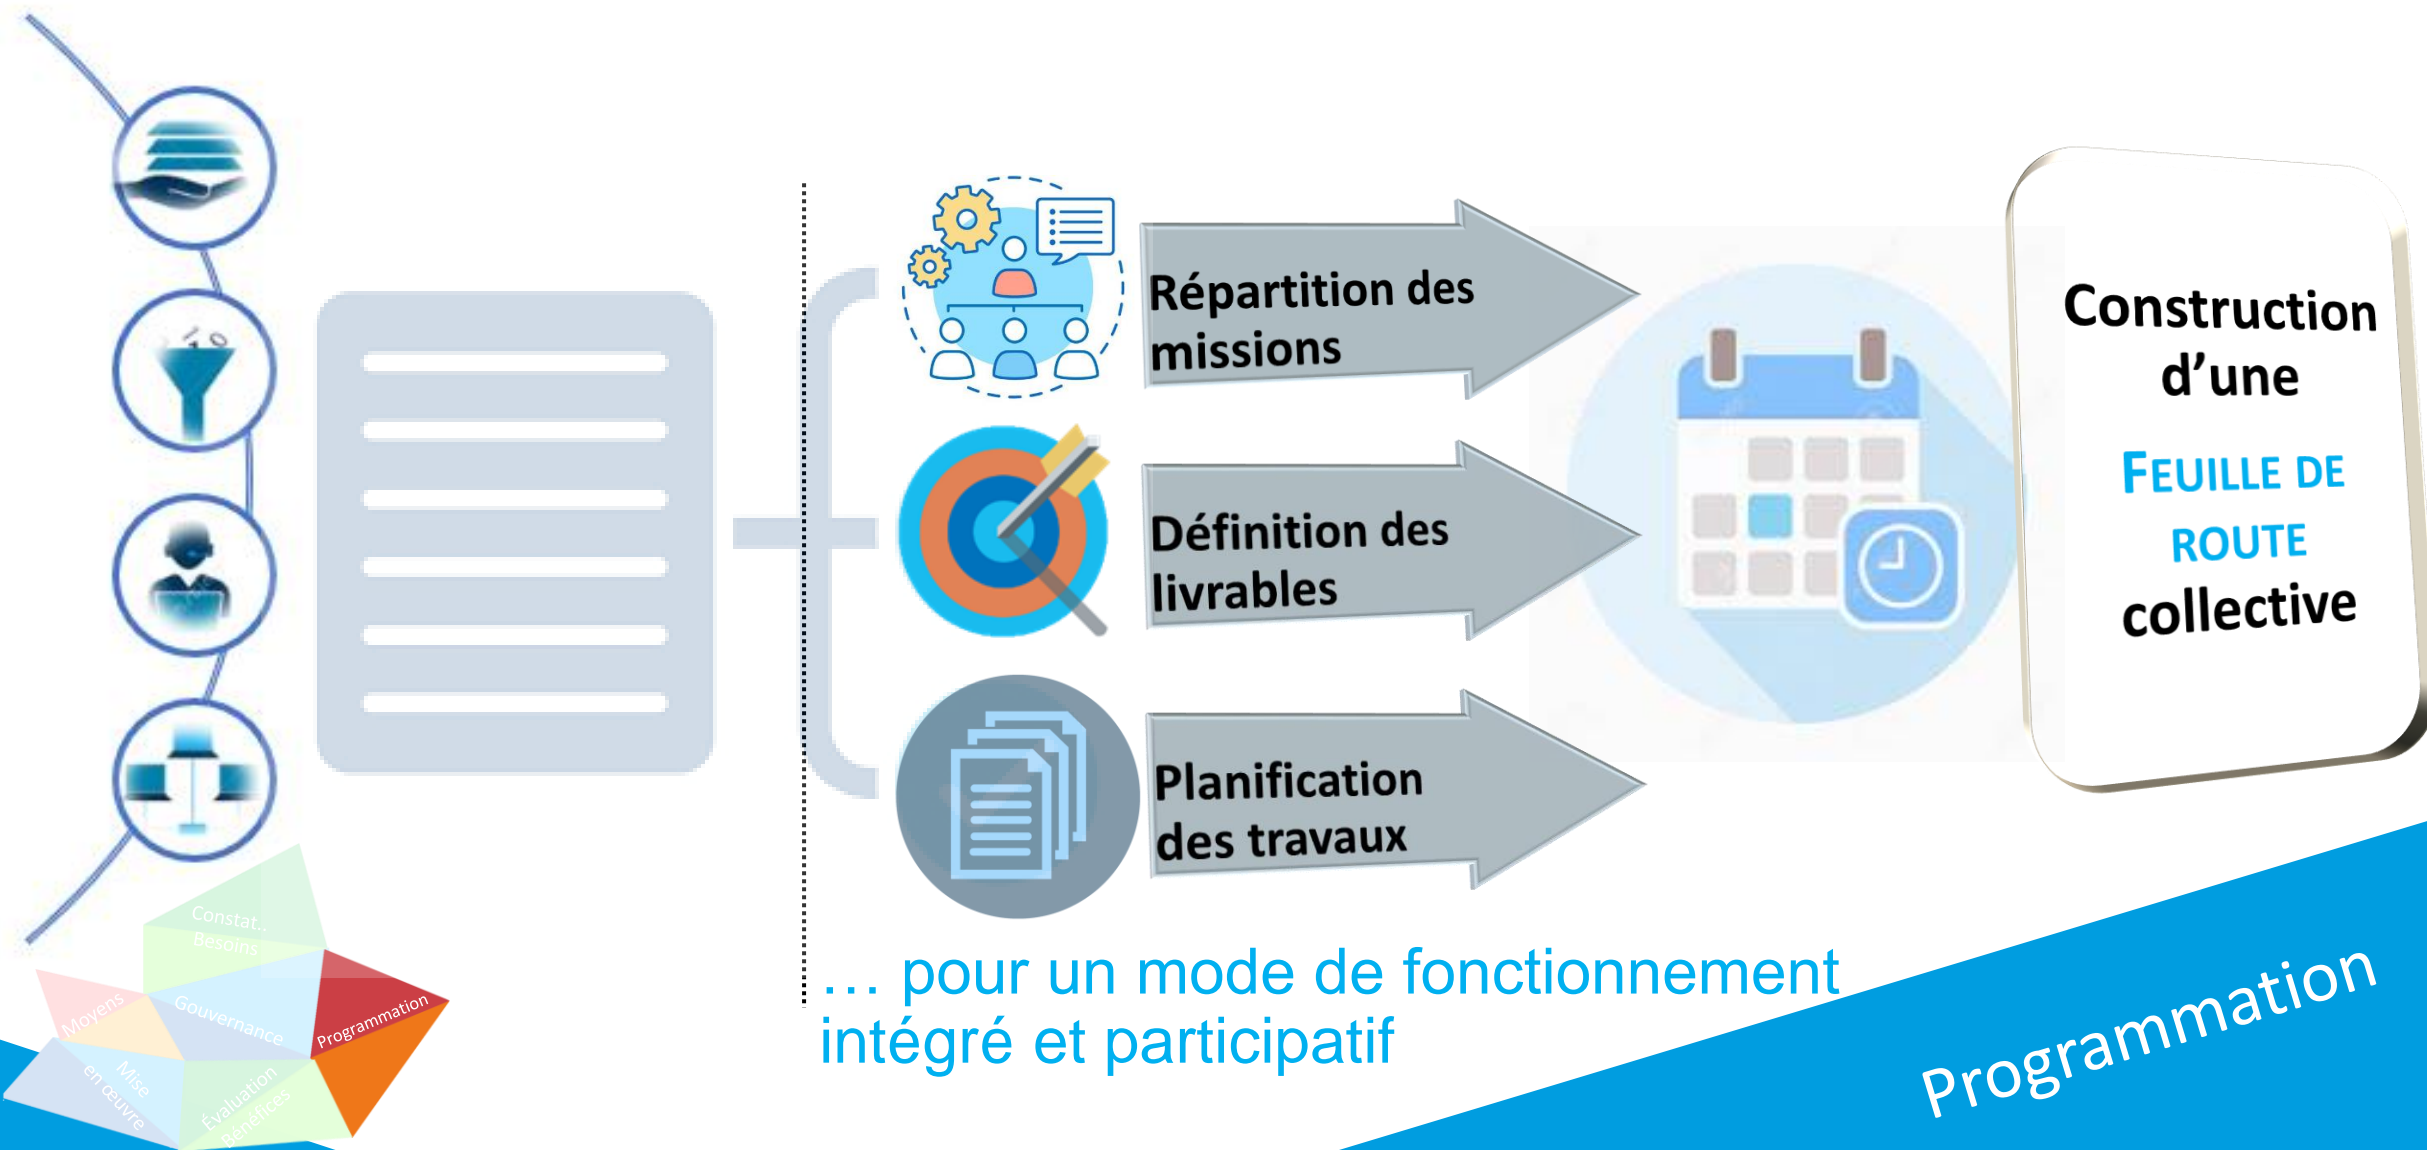 Répartition des
missions
Définition des
livrables
Planification
des travaux
Construction
d’une
FEUILLE DE
ROUTE
collective
… pour un mode de fonctionnement
intégré et participatif
Programmation
Constat..
Besoins
Moyens
Gouvernance
Programmation
Mise
en œuvre
Évaluation
Bénéfices